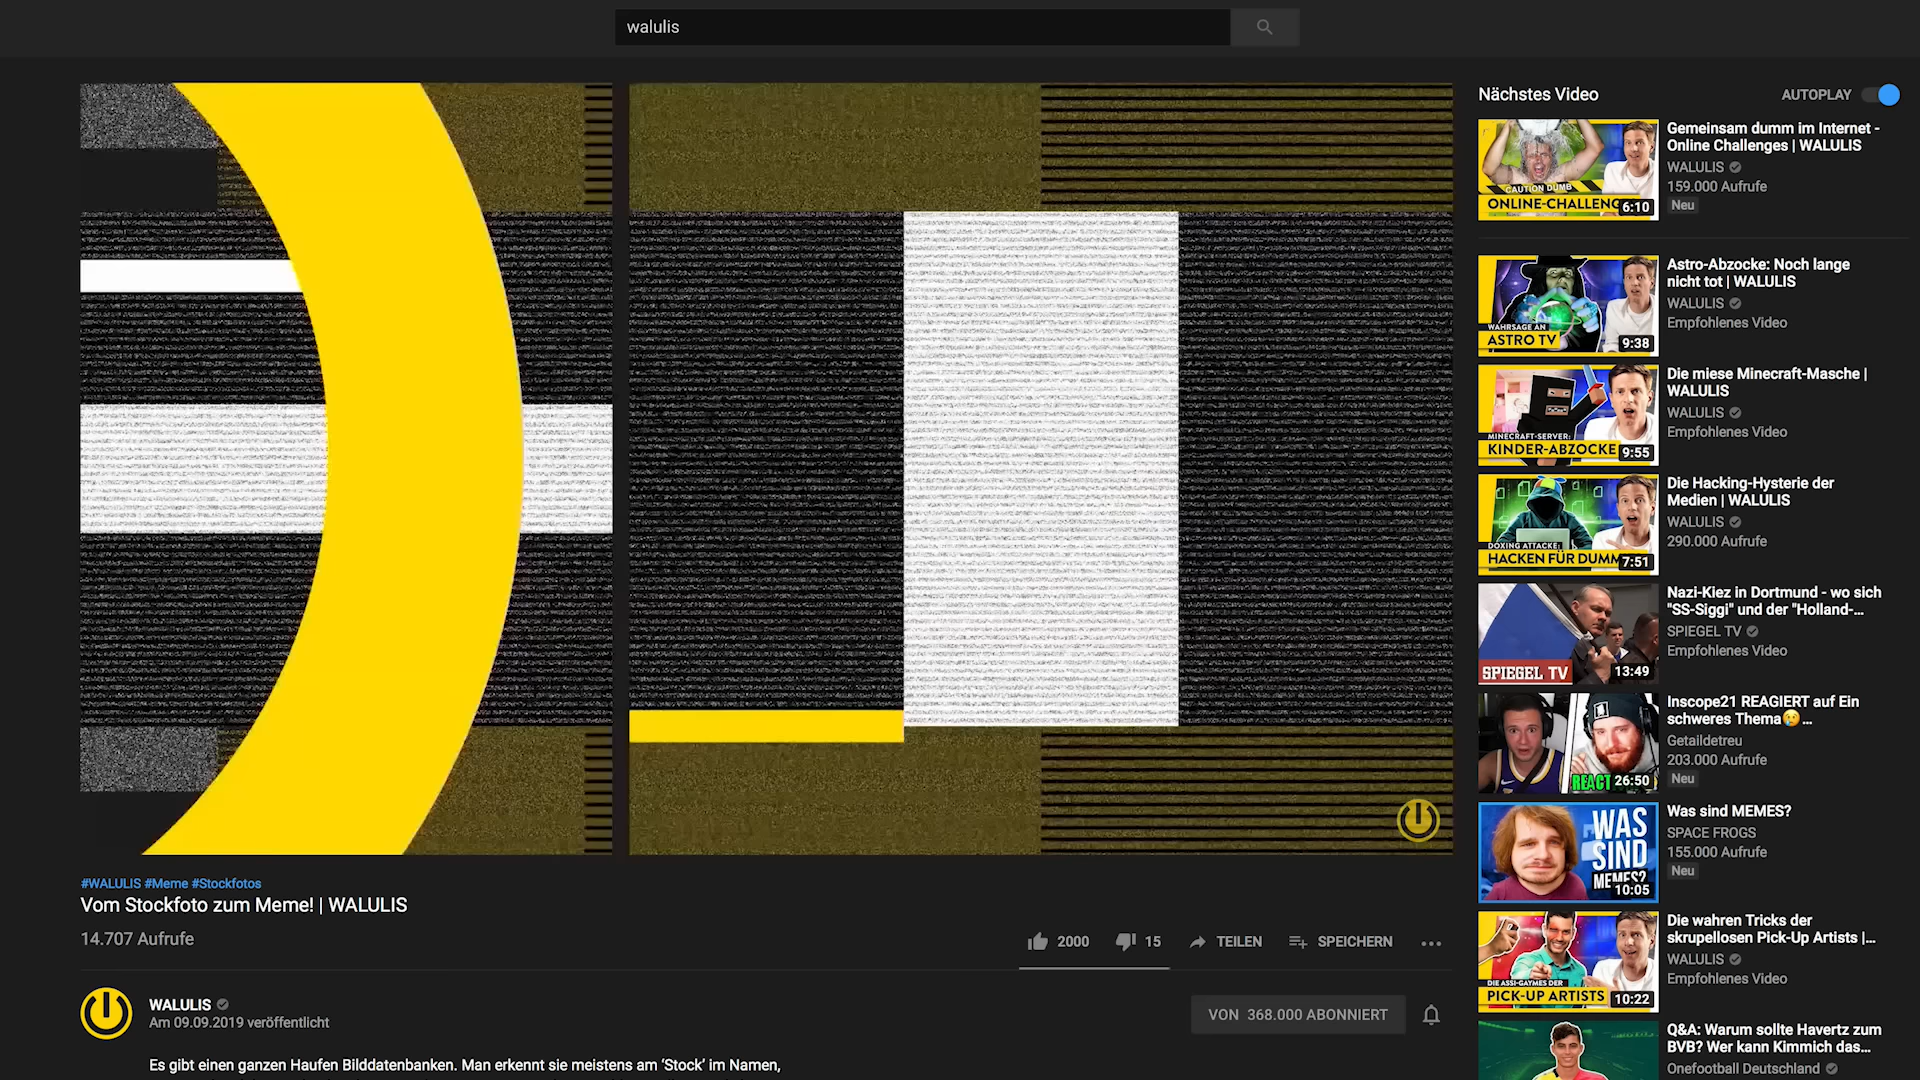 walulis
Nächstes Video
AUTOPLAY
CAUTION DUMB
ONLINE-CHALLENG
6:10
Gemeinsam dumm im Internet -
Online Challenges | WALULIS
WALULIS
159.000 Aufrufe
Neu
WAHRSAGE AN
ASTRO TV
9:38
Astro-Abzocke: Noch lange
nicht tot | WALULIS
WALULIS
Empfohlenes Video
MINECRAFT-SERVER:
KINDER-ABZOCKE
9:55
Die miese Minecraft-Masche |
WALULIS
WALULIS
Empfohlenes Video
DOXING ATTACKE:
HACKEN FÜR DUMM
7:51
Die Hacking-Hysterie der
Medien | WALULIS
WALULIS
290.000 Aufrufe
SPIEGEL TV
13:49
Nazi-Kiez in Dortmund - wo sich
"SS-Siggi" und der "Holland-...
SPIEGEL TV
Empfohlenes Video
REACT
26:50
Inscope21 REAGIERT auf Ein
schweres Thema😢...
Getaildetreu
203.000 Aufrufe
Neu
WAS
SIND
MEMES?
10:05
Was sind MEMES?
SPACE FROGS
155.000 Aufrufe
Neu
DIE ASSI-GAYMES DER
PICK-UP ARTISTS
10:22
Die wahren Tricks der
skrupellosen Pick-Up Artists |...
WALULIS
Empfohlenes Video
Q&A: Warum sollte Havertz zum
BVB? Wer kann Kimmich das...
Onefootball Deutschland
#WALULIS #Meme #Stockfotos
Vom Stockfoto zum Meme! | WALULIS
14.707 Aufrufe
2000
15
TEILEN
SPEICHERN
WALULIS
Am 09.09.2019 veröffentlicht
VON 368.000 ABONNIERT
Es gibt einen ganzen Haufen Bilddatenbanken. Man erkennt sie meistens am 'Stock' im Namen,